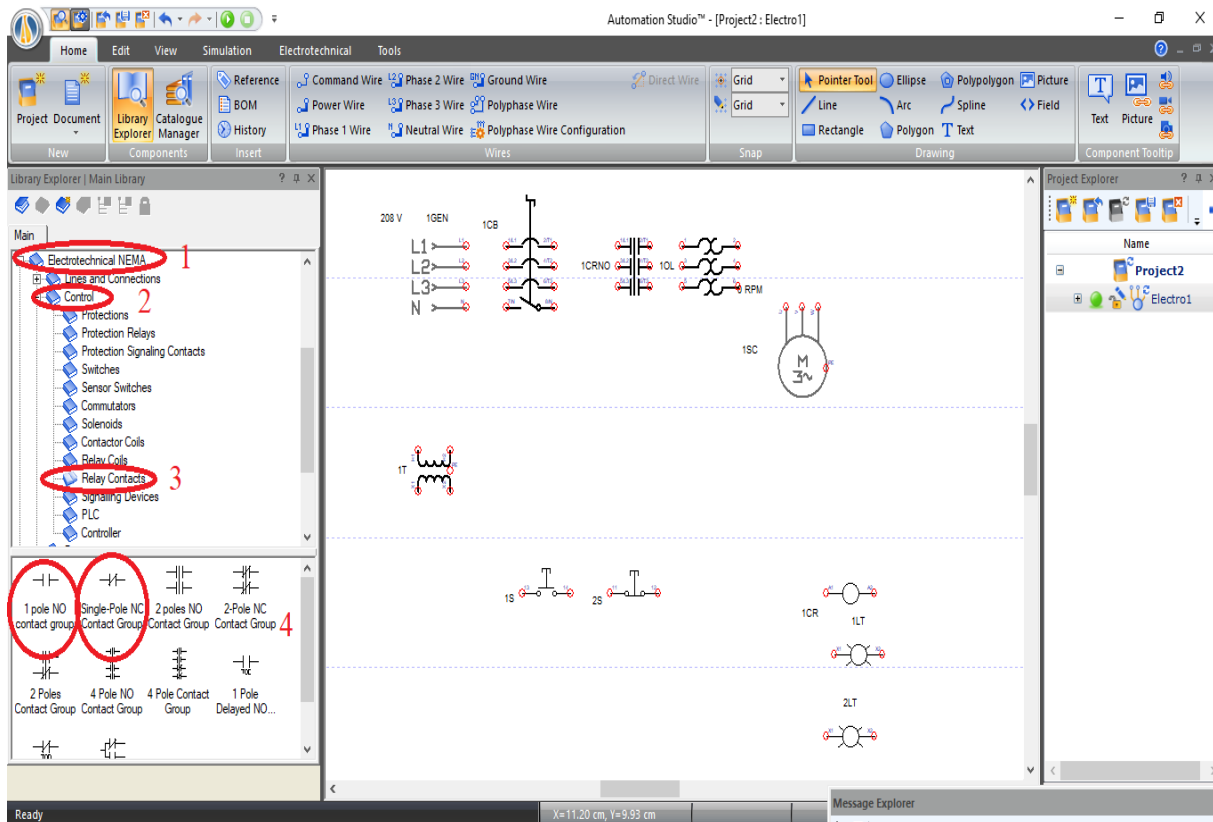 Automation Studio™ - [Project2 : Electro1]
Home Edit View Simulation Electrotechnical Tools
Project Document
New
Library Explorer Catalogue Manager
Components
Reference
BOM
History
Insert
Command Wire Phase 2 Wire Ground Wire Direct Wire
Power Wire Phase 3 Wire Polyphase Wire
Phase 1 Wire Neutral Wire Polyphase Wire Configuration
Wires
Grid
Grid
Snap
Pointer Tool Ellipse Polypolygon Picture
Line Arc Spline Field
Rectangle Polygon Text
Drawing
Text Picture
Component Tooltip
Library Explorer | Main Library
Main
Electrotechnical NEMA 1
Lines and Connections
Control 2
Protections
Protection Relays
Protection Signaling Contacts
Switches
Sensor Switches
Commutators
Solenoids
Contactor Coils
Relay Coils
Relay Contacts 3
Signaling Devices
PLC
Controller
1 pole NO contact group
Single-Pole NC Contact Group
2 poles NO Contact Group
2-Pole NC Contact Group
4
2 Poles Contact Group
4 Pole NO Contact Group
4 Pole Contact Group
1 Pole Delayed NO...
208 V 1GEN
1CB
L1
L2
L3
N
1CRNO
1OL
RPM
1SC
M
3~
1T
1S
2S
1CR
1LT
2LT
Project Explorer
Name
Project2
Electro1
Message Explorer
Ready
X=11.20 cm, Y=9.93 cm